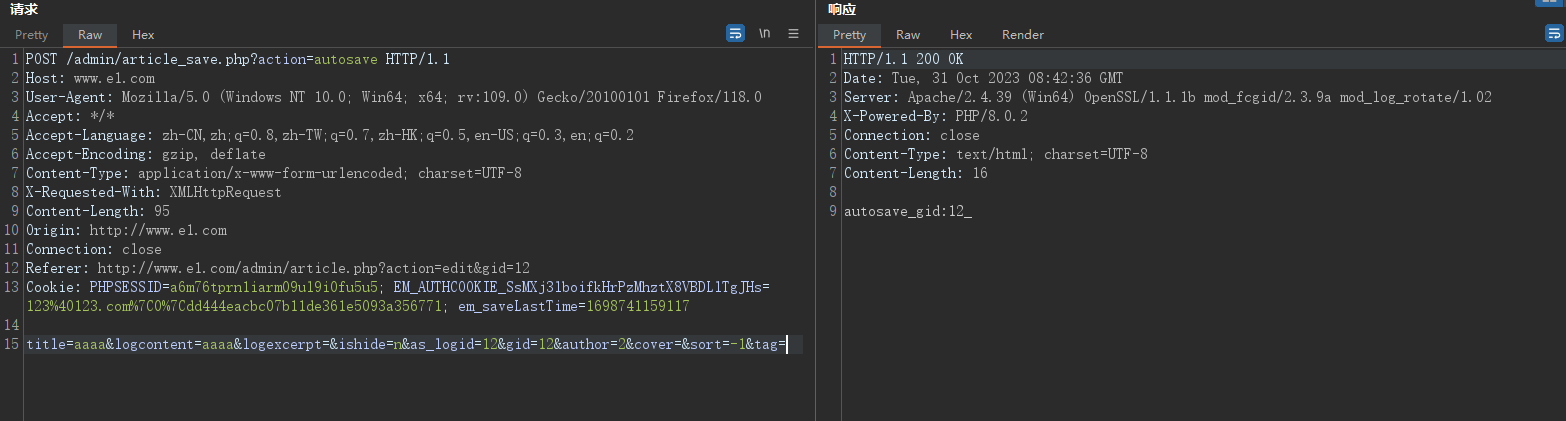 请求
Pretty Raw Hex
\n
1 POST /admin/article_save.php?action=autosave HTTP/1.1
2 Host: www.el.com
3 User-Agent: Mozilla/5.0 (Windows NT 10.0; Win64; x64; rv:109.0) Gecko/20100101 Firefox/118.0
4 Accept: */*
5 Accept-Language: zh-CN,zh;q=0.8,zh-TW;q=0.7,zh-HK;q=0.5,en-US;q=0.3,en;q=0.2
6 Accept-Encoding: gzip, deflate
7 Content-Type: application/x-www-form-urlencoded; charset=UTF-8
8 X-Requested-With: XMLHttpRequest
9 Content-Length: 95
10 Origin: http://www.el.com
11 Connection: close
12 Referer: http://www.el.com/admin/article.php?action=edit&gid=12
13 Cookie: PHPSESSID=a6m76tprnliarm09ul9i0fu5u5; EM_AUTHCOOKIE_SsMXj3lboifkHrPzMhztX8VBDLlTgJHs=
123%40123.com%7C0%7Cdd444eacbc07b11de361e5093a356771; em_saveLastTime=1698741159117
14
15 title=aaaa&logcontent=aaaa&logexcerpt=&ishide=n&as_logid=12&gid=12&author=2&cover=&sort=-1&tag=
响应
Pretty Raw Hex Render
1 HTTP/1.1 200 OK
2 Date: Tue, 31 Oct 2023 08:42:36 GMT
3 Server: Apache/2.4.39 (Win64) OpenSSL/1.1.1b mod_fcgid/2.3.9a mod_log_rotate/1.02
4 X-Powered-By: PHP/8.0.2
5 Connection: close
6 Content-Type: text/html; charset=UTF-8
7 Content-Length: 16
8
9 autosave_gid:12_